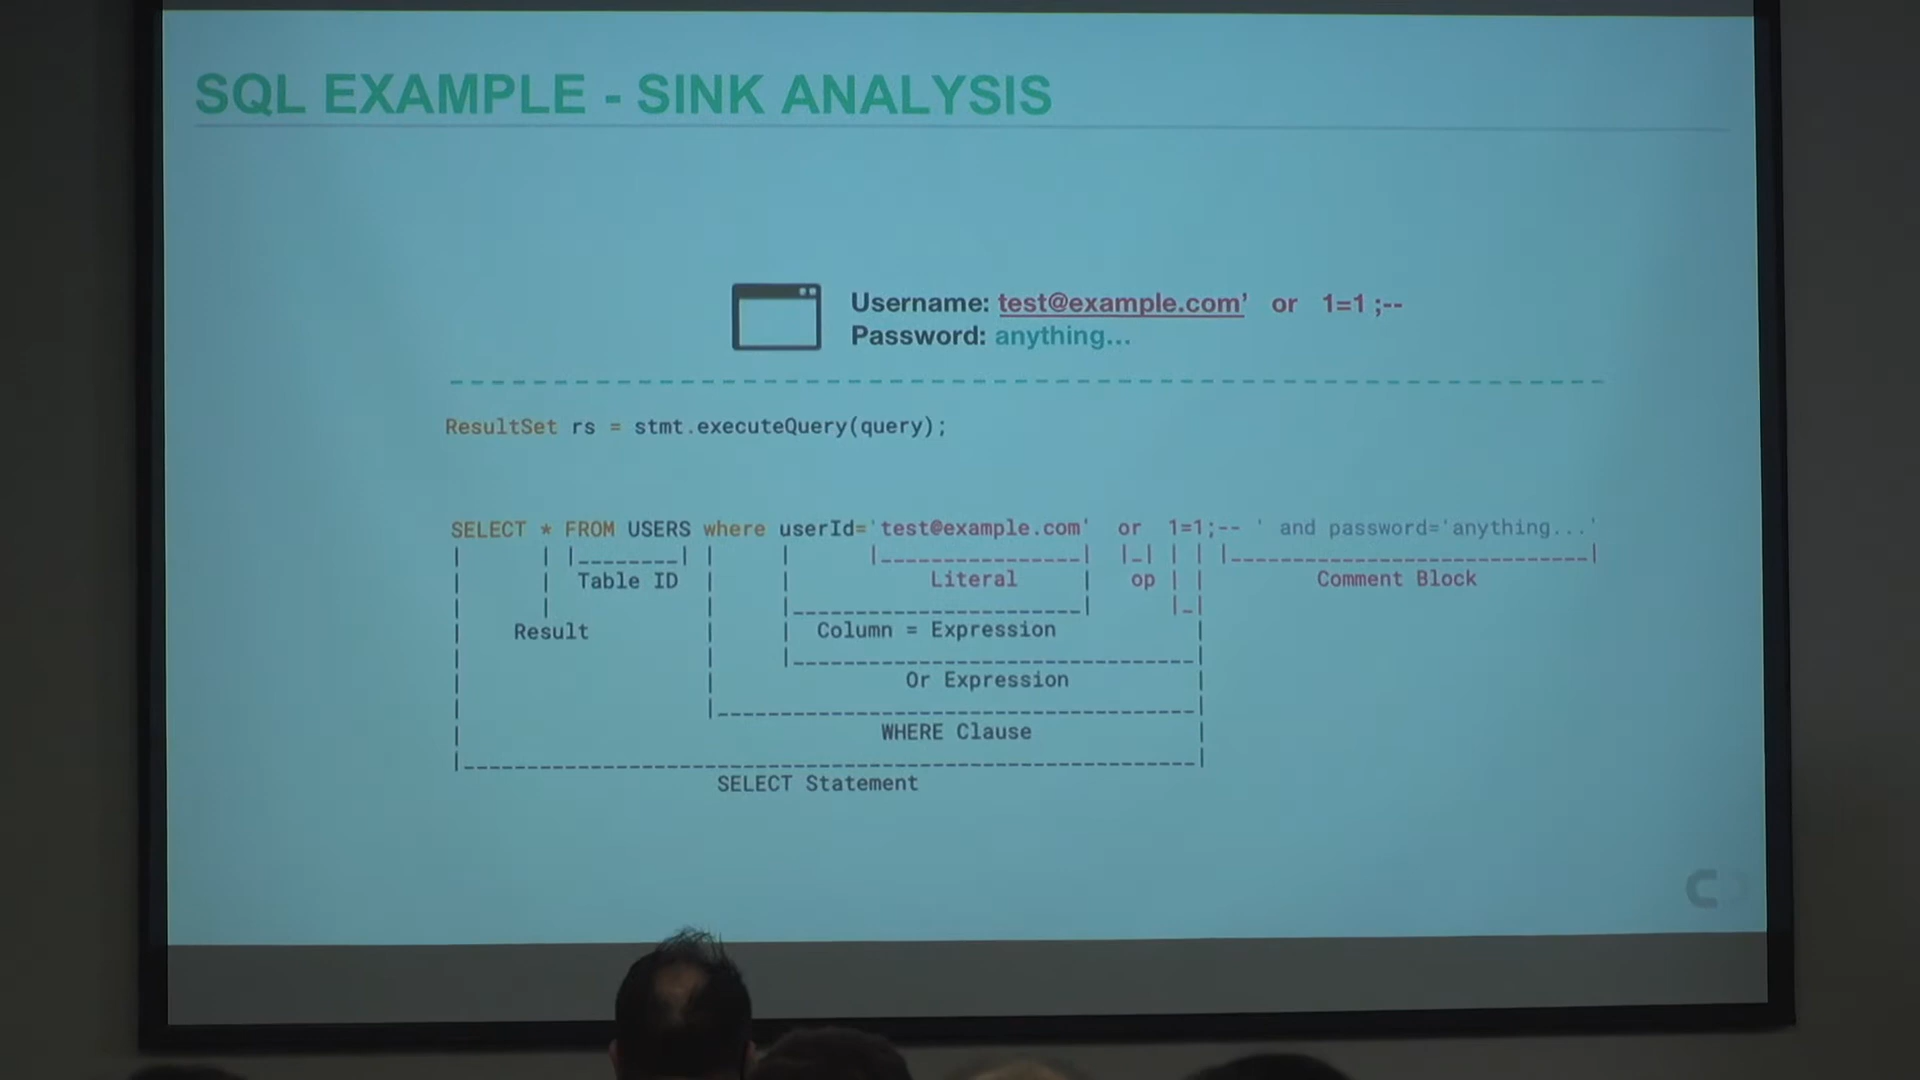 SQL EXAMPLE - SINK ANALYSIS
Username: test@example.com’ or 1=1 ;--
Password: anything...
ResultSet rs = stmt.executeQuery(query);
SELECT * FROM USERS where userId='test@example.com' or 1=1;-- ' and password='anything...'
Table ID
Literal
op
Comment Block
Result
Column = Expression
Or Expression
WHERE Clause
SELECT Statement